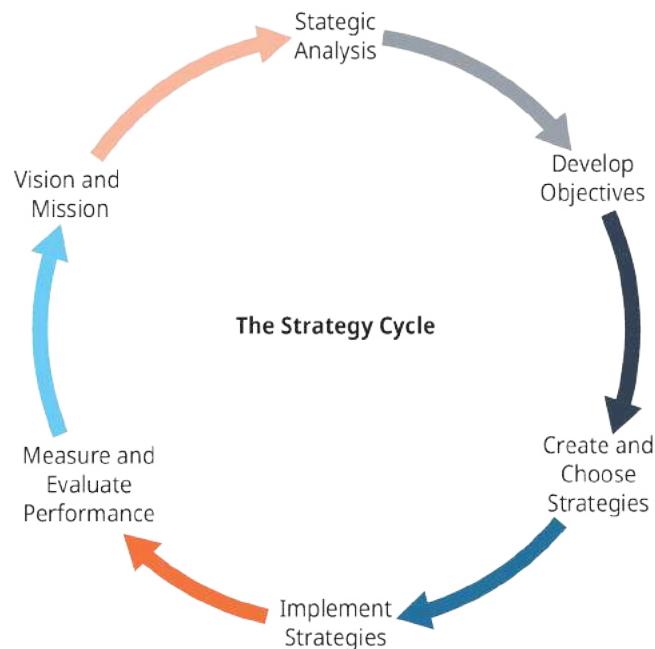 Stategic
Analysis
Develop
Objectives
Create and
Choose
Strategies
Implement
Strategies
Measure and
Evaluate
Performance
Vision and
Mission
The Strategy Cycle